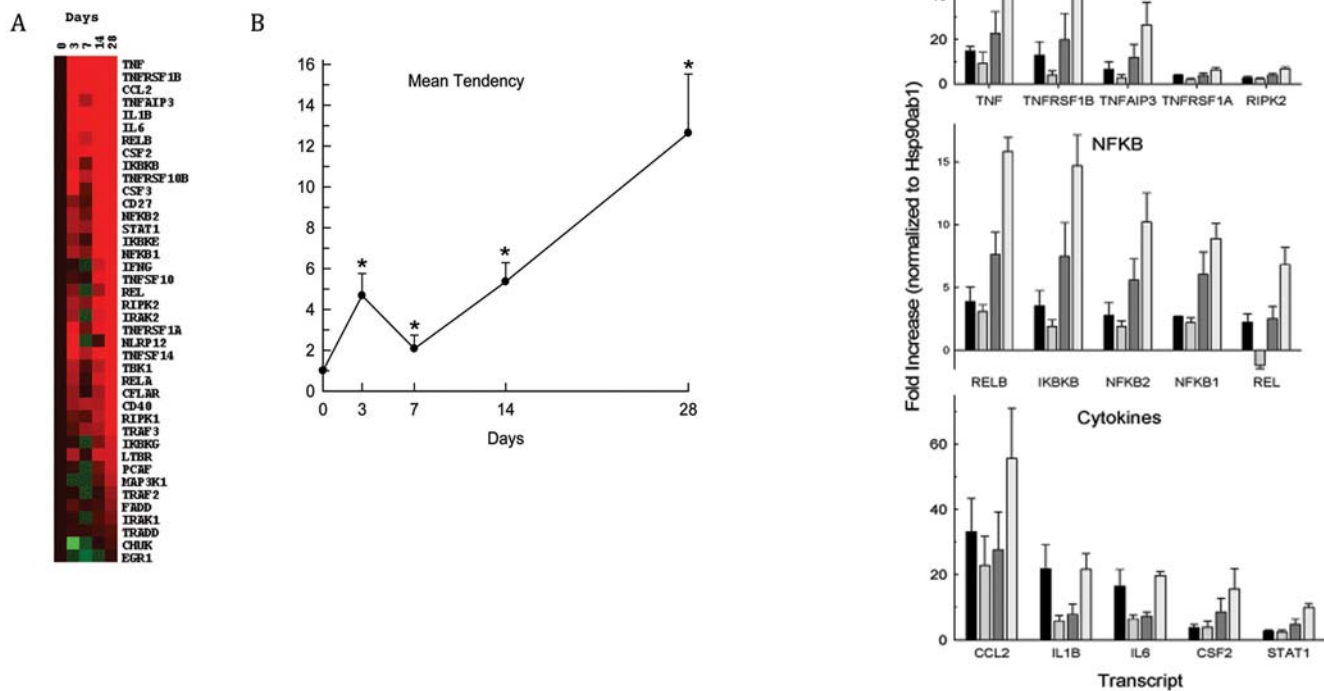 A
Days
0 3 7 14 28
TNF
TNFRSF1B
CCL2
TNFAIP3
IL1B
IL6
RELB
CSF2
IKBKB
TNFRSF10B
CSF3
CD27
NFKB2
STAT1
IKBKE
NFKB1
IFNG
TNFSF10
REL
RIPK2
IRAK2
TNFRSF1A
NLRP12
TNFSF14
TBK1
RELA
CFLAR
CD40
RIPK1
TRAF3
IKBKG
LTBR
PCAF
MAP3K1
TRAF2
FADD
IRAK1
TRADD
CHUK
EGR1
B
Mean Tendency
16
14
12
10
8
6
4
2
0
* * * * *
0 3 7 14 28
Days
Fold Increase (normalized to Hsp90ab1)
20
0
TNF TNFRSF1B TNFAIP3 TNFRSF1A RIPK2
NFKB
15
10
5
0
RELB IKBKB NFKB2 NFKB1 REL
Cytokines
60
40
20
0
CCL2 IL1B IL6 CSF2 STAT1
Transcript